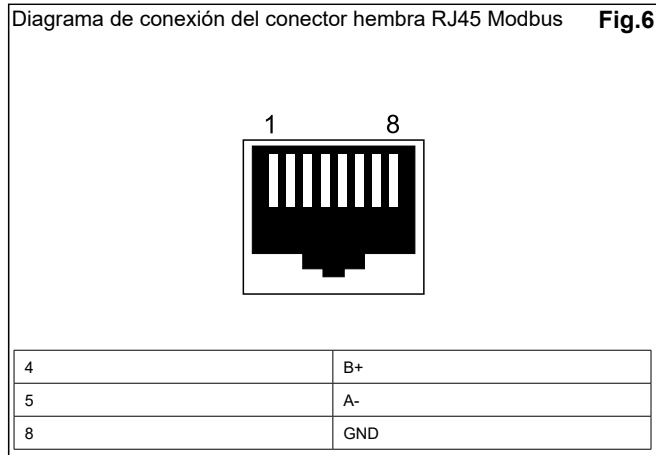 Diagrama de conexión del conector hembra RJ45 Modbus Fig.6
1 8
4 B+
5 A-
8 GND